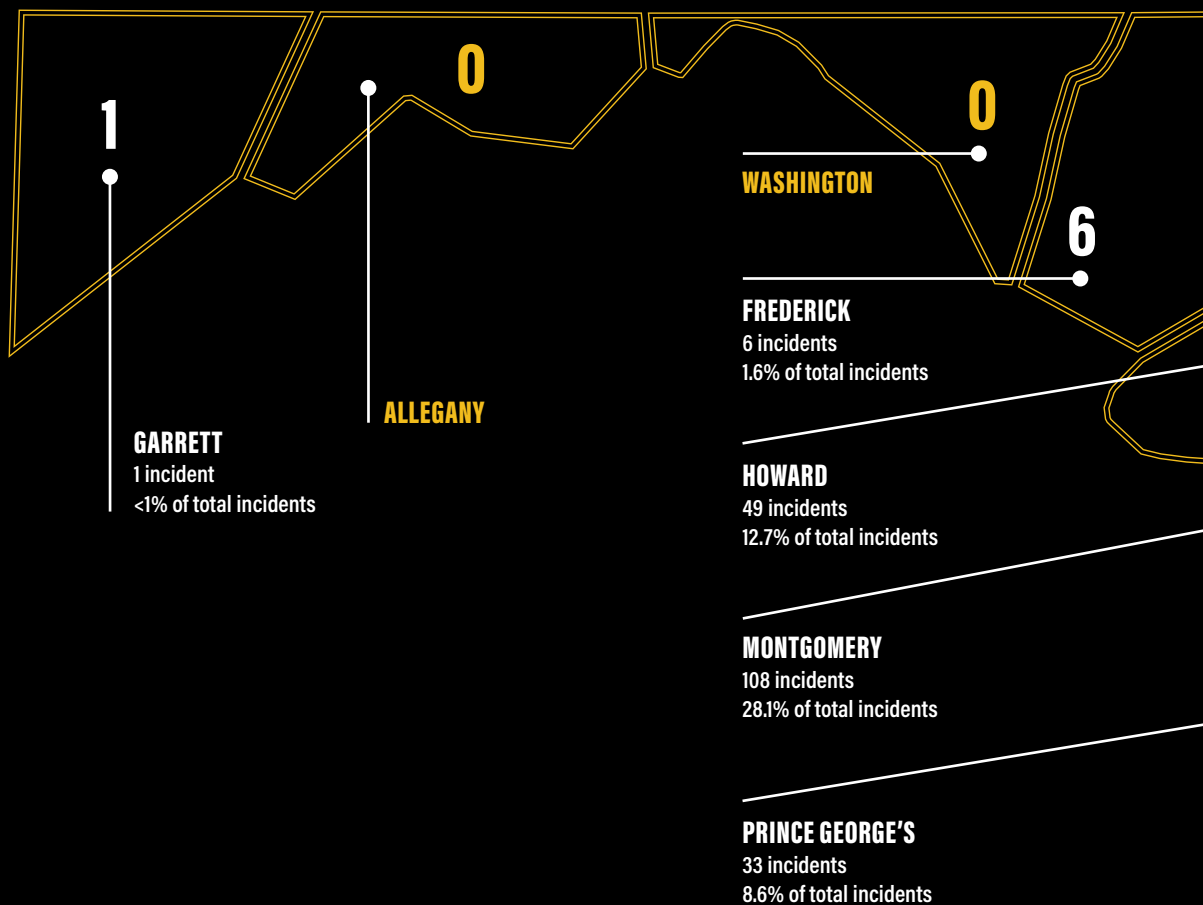 0
1
0
WASHINGTON
6
FREDERICK
6 incidents
1.6% of total incidents
ALLEGANY
GARRETT
1 incident
<1% of total incidents
HOWARD
49 incidents
12.7% of total incidents
MONTGOMERY
108 incidents
28.1% of total incidents
PRINCE GEORGE'S
33 incidents
8.6% of total incidents